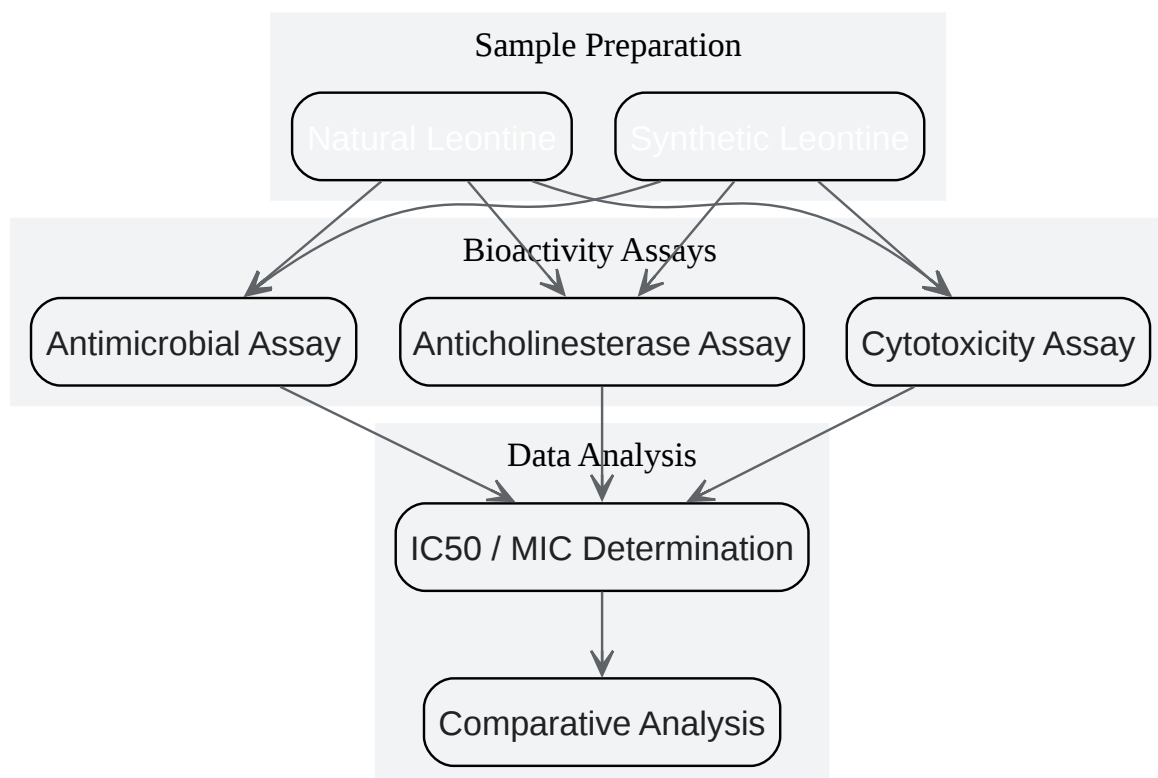 Sample Preparation
Natural Leontine
Synthetic Leontine
Bioactivity Assays
Antimicrobial Assay
Anticholinesterase Assay
Cytotoxicity Assay
Data Analysis
IC50 / MIC Determination
Comparative Analysis